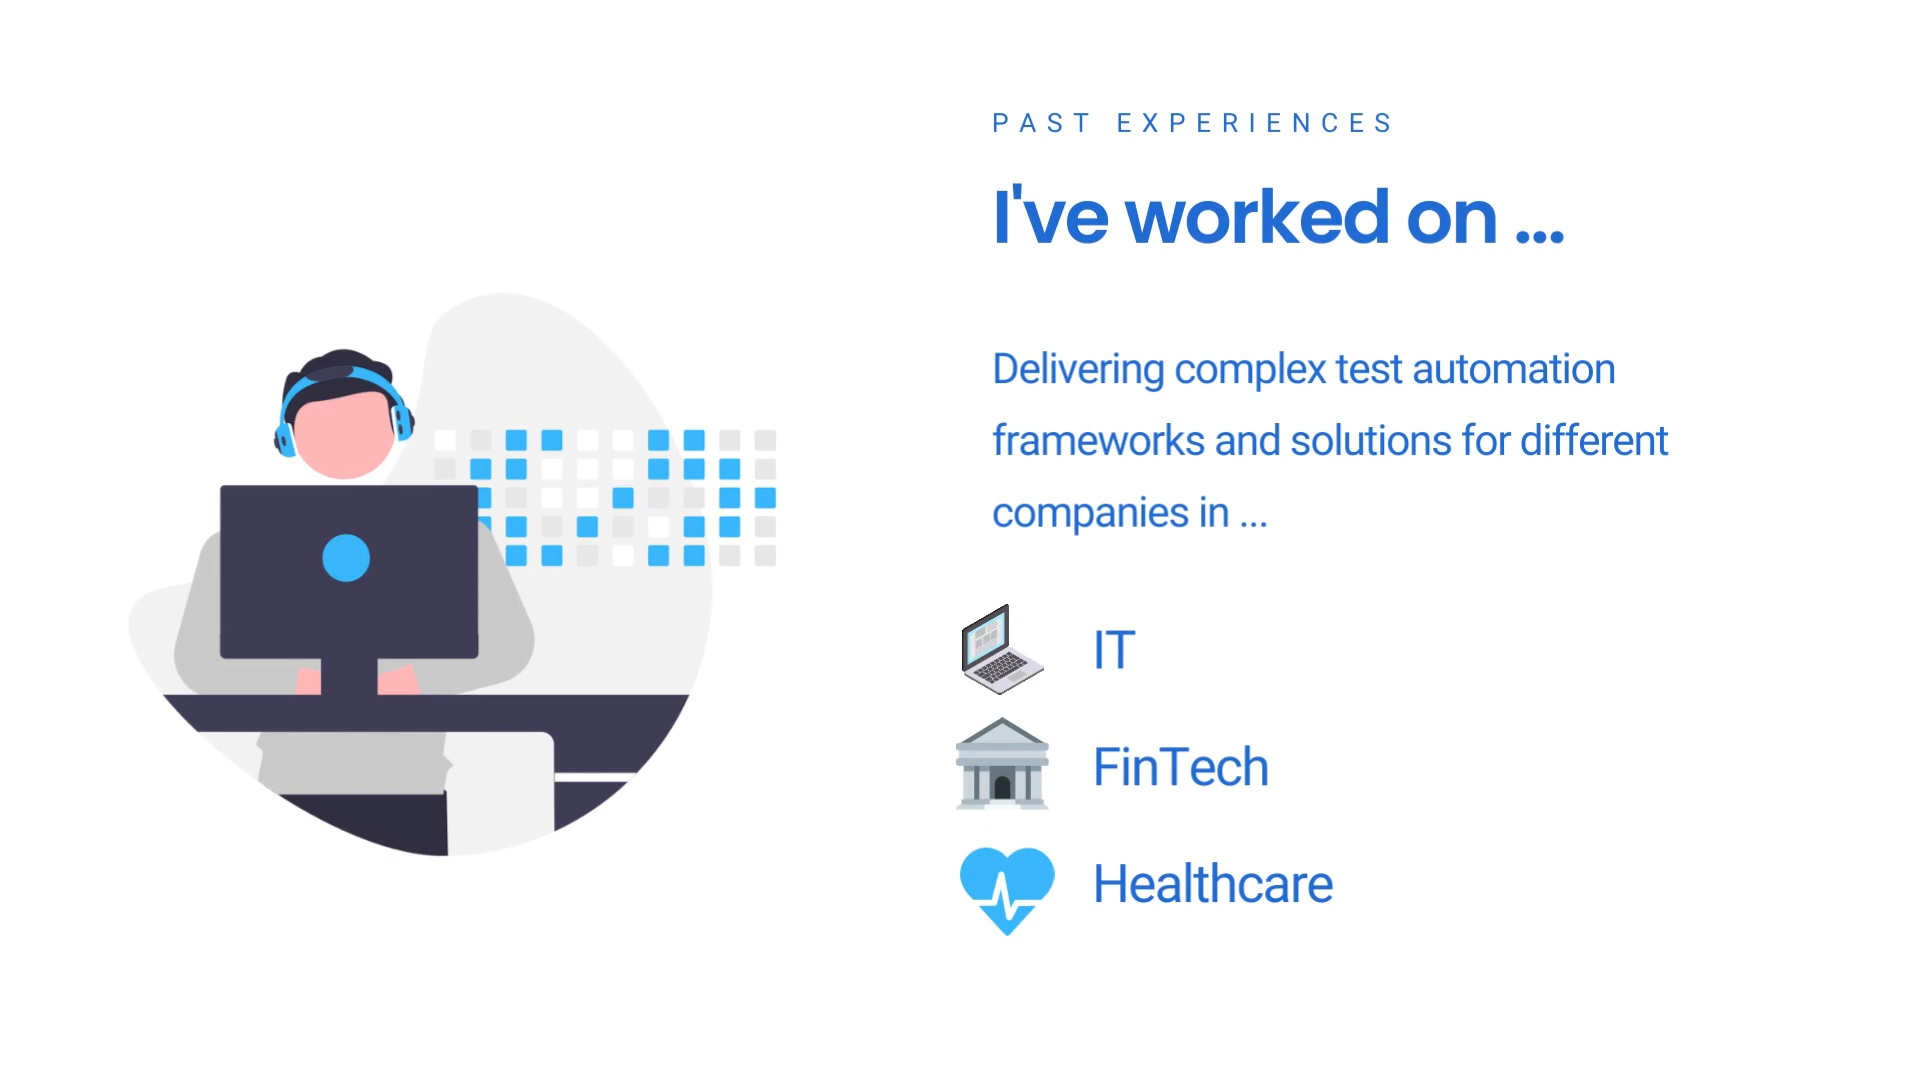 PAST EXPERIENCES
I've worked on ...
Delivering complex test automation
frameworks and solutions for different
companies in ...
IT
FinTech
Healthcare